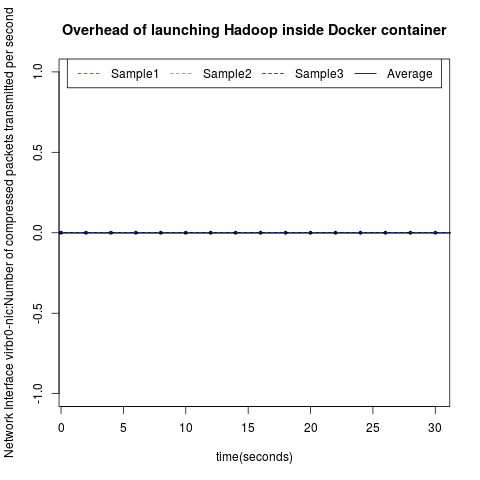 Overhead of launching Hadoop inside Docker container
Network Interface virbr0-nic:Number of compressed packets transmitted per second
Sample1 Sample2 Sample3 Average
1.0
0.5
0.0
-0.5
-1.0
0 5 10 15 20 25 30
time(seconds)